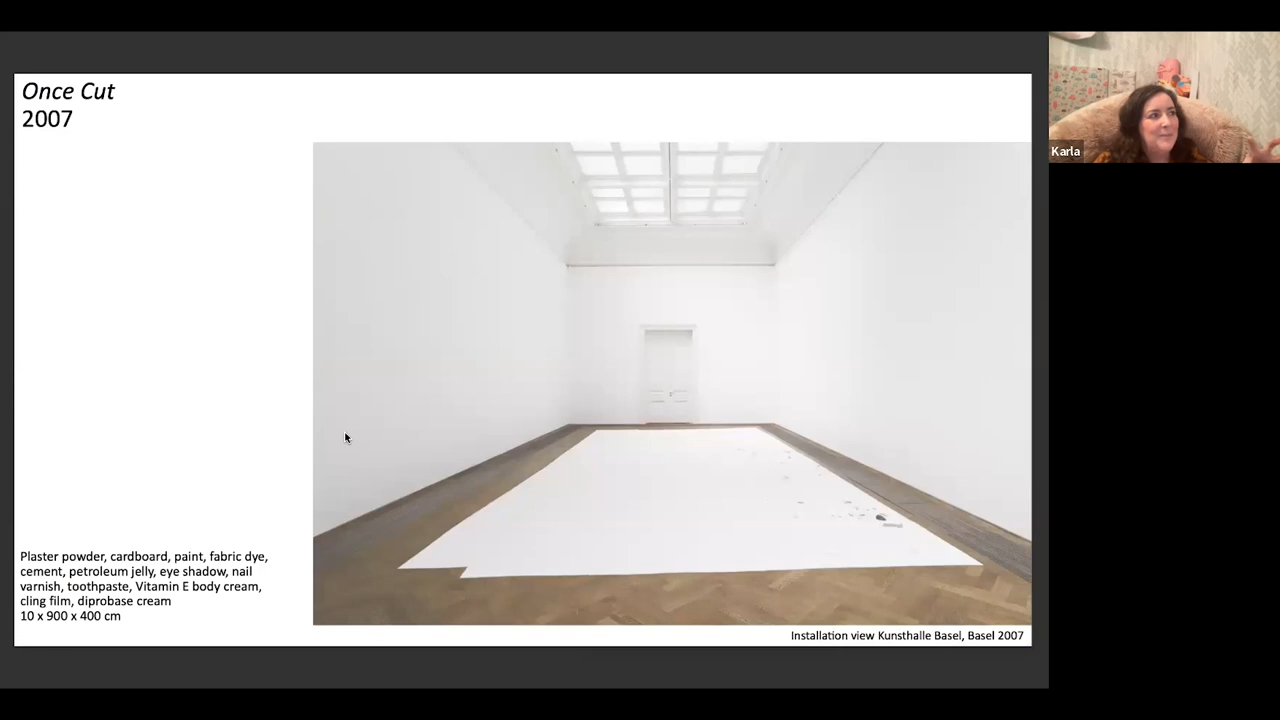 Once Cut
2007
Karla
Plaster powder, cardboard, paint, fabric dye,
cement, petroleum jelly, eye shadow, nail
varnish, toothpaste, Vitamin E body cream,
cling film, diprobase cream
10 x 900 x 400 cm
Installation view Kunsthalle Basel, Basel 2007